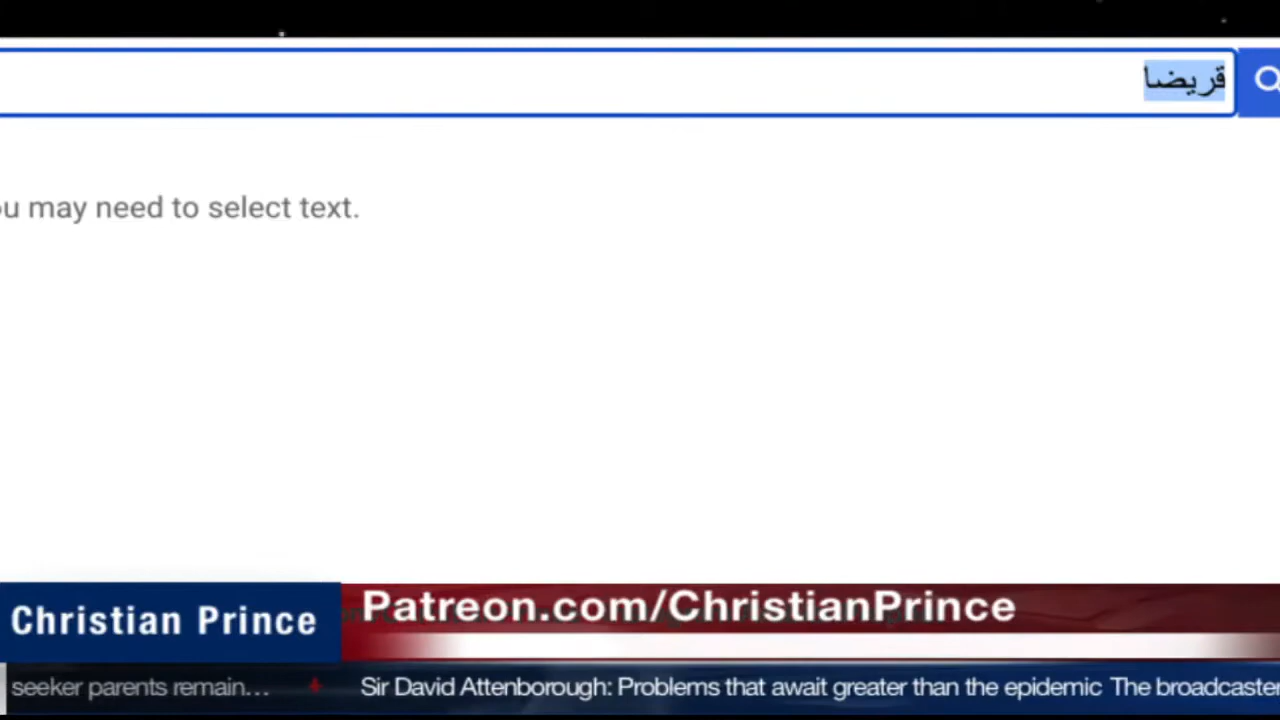 قريضا
ou may need to select text.
Christian Prince
Patreon.com/ChristianPrince
seeker parents remain...
Sir David Attenborough: Problems that await greater than the epidemic The broadcaster